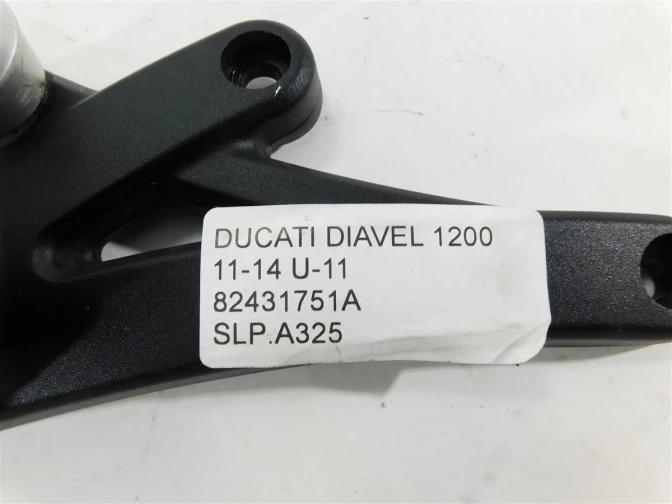 DUCATI DIAVEL 1200
11-14 U-11
82431751A
SLP.A325